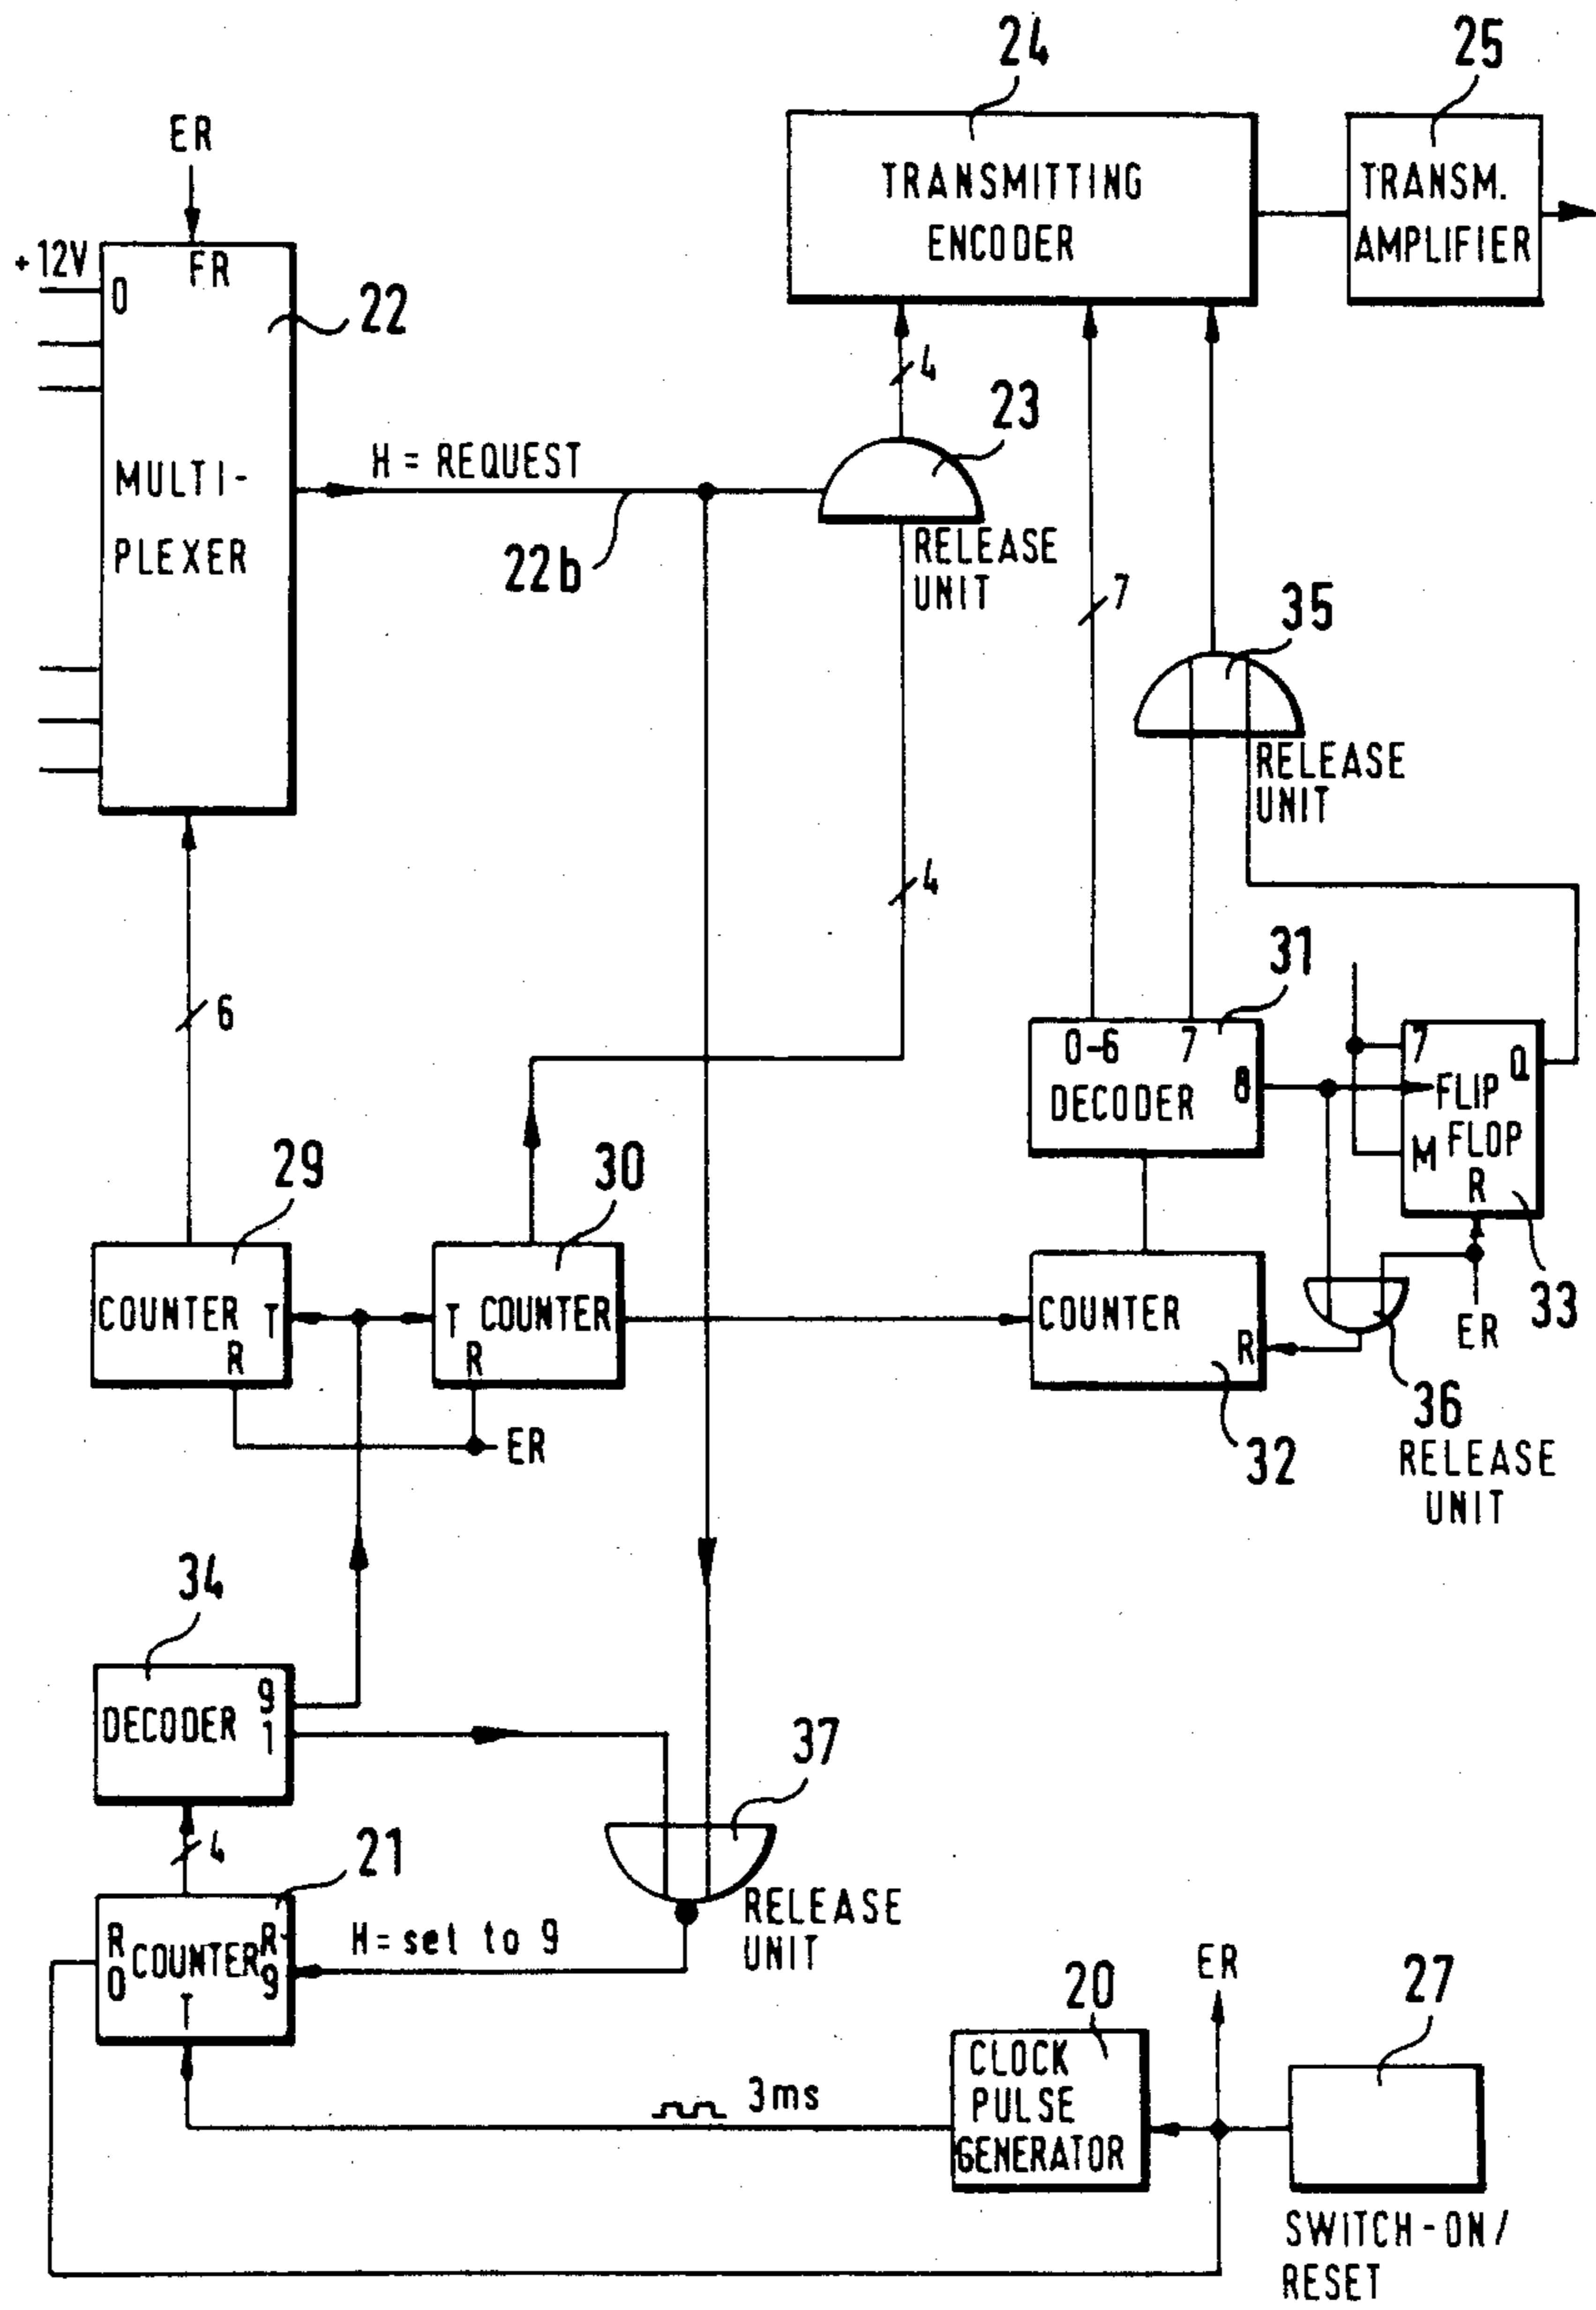 24
25
ER
TRANSMITTING
ENCODER
TRANSM.
AMPLIFIER
+12V
0
FR
22
4
23
H = REQUEST
MULTI-
PLEXER
22b
RELEASE
UNIT
7
35
RELEASE
UNIT
4
31
6
0-6
7
8
DECODER
7
Q
FLIP
FLOP
M
R
29
30
33
COUNTER
T
R
T
COUNTER
R
COUNTER
R
ER
ER
36
RELEASE
UNIT
32
34
DECODER
9
1
37
4
21
RELEASE
UNIT
R
0
COUNTER
R
9
T
H = set to 9
ER
20
27
CLOCK
PULSE
GENERATOR
3ms
SWITCH-ON/
RESET